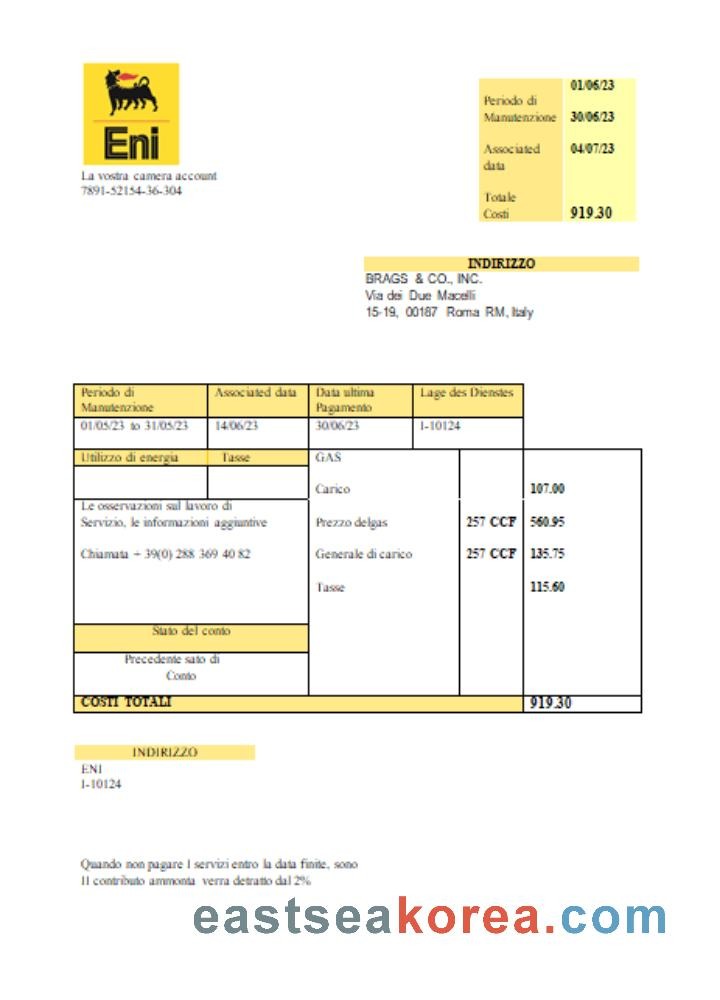 Eni
La vostra camera account
7891-52154-36-304
01/06/23
Periodo di
Manutenzione 30/06/23
Associated 04/07/23
data
Totale
Costi 919.30
INDIRIZZO
BRAGS & CO., INC.
Via dei Due Macelli
15-19, 00187 Roma RM, Italy
Periodo di Associated data Data ultima Lage des Dienstes
Manutenzione Pagamento
01/05/23 to 31/05/23 14/06/23 30/06/23 I-10124
Utilizzo di energia Tasse GAS
Carico 107.00
Le osservazioni sul lavoro di
Servizio, le informazioni aggiuntive Prezzo delgas 257 CCF 560.95
Chiamata + 39(0) 288 369 40 82 Generale di carico 257 CCF 135.75
Tasse 115.60
Stato del conto
Precedente sato di
Conto
COSTI TOTALI 919.30
INDIRIZZO
ENI
I-10124
Quando non pagare I servizi entro la data finite, sono
Il contributo ammonta verra detratto dal 2%
eastseakorea.com